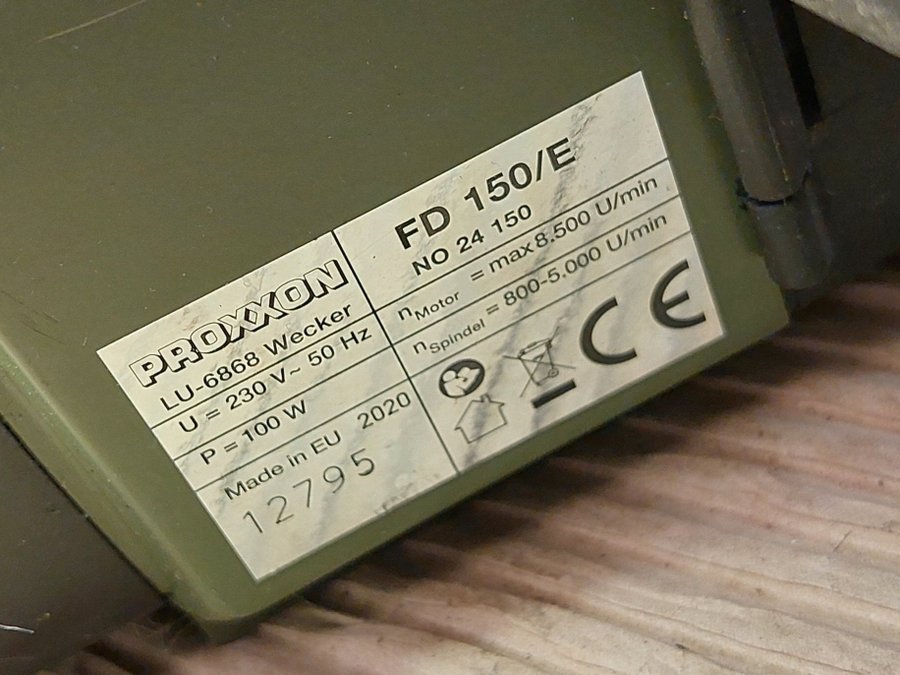 PROXXON
LU-6868 Wecker
U = 230 V~ 50 Hz
P = 100 W
Made in EU 2020
12795
FD 150/E
NO 24 150
nMotor = max 8.500 U/min
nSpindel = 800-5.000 U/min
CE